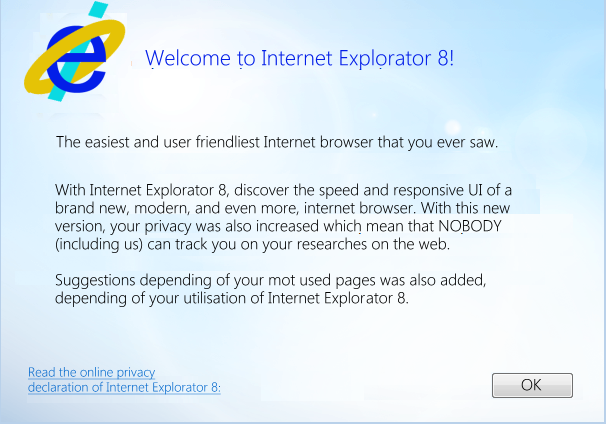 Welcome to Internet Explorator 8!
The easiest and user friendliest Internet browser that you ever saw.
With Internet Explorator 8, discover the speed and responsive UI of a
brand new, modern, and even more, internet browser. With this new
version, your privacy was also increased which mean that NOBODY
(including us) can track you on your researches on the web.
Suggestions depending of your mot used pages was also added,
depending of your utilisation of Internet Explorator 8.
Read the online privacy
declaration of Internet Explorator 8:
OK